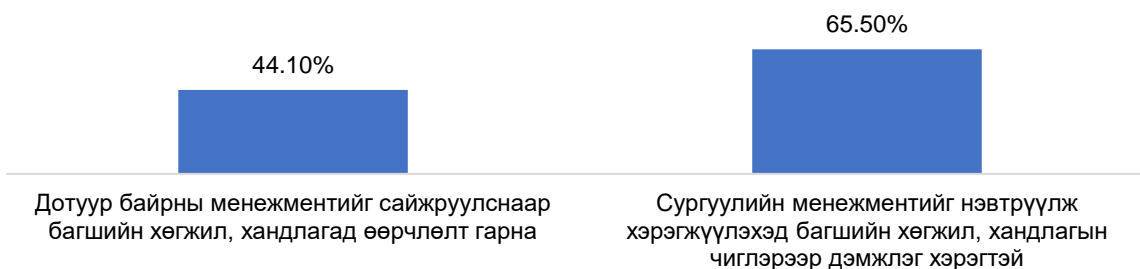 44.10%
65.50%
Дотуур байрны менежментийг сайжруулснаар
багшийн хөгжил, хандлагад өөрчлөлт гарна
Сургуулийн менежментийг нэвтрүүлж
хэрэгжүүлэхэд багшийн хөгжил, хандлагын
чиглэрээр дэмжлэг хэрэгтэй